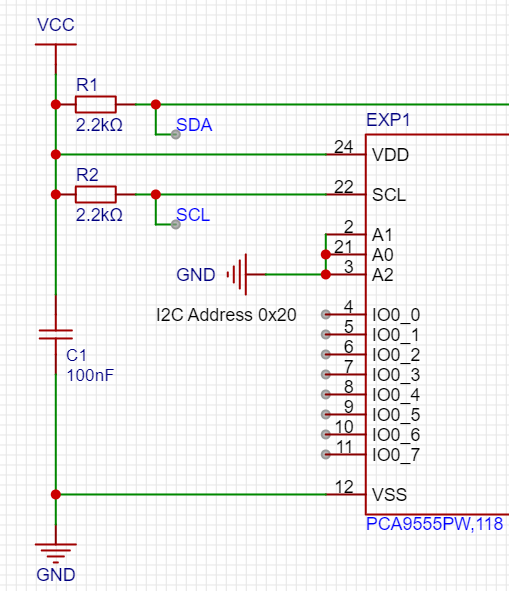 VCC
R1
2.2kΩ
SDA
EXP1
24 VDD
R2
2.2kΩ
22 SCL
SCL
2 A1
21 A0
GND
3 A2
I2C Address 0x20
4 IO0_0
5 IO0_1
6 IO0_2
7 IO0_3
8 IO0_4
9 IO0_5
10 IO0_6
11 IO0_7
C1
100nF
12 VSS
PCA9555PW,118
GND